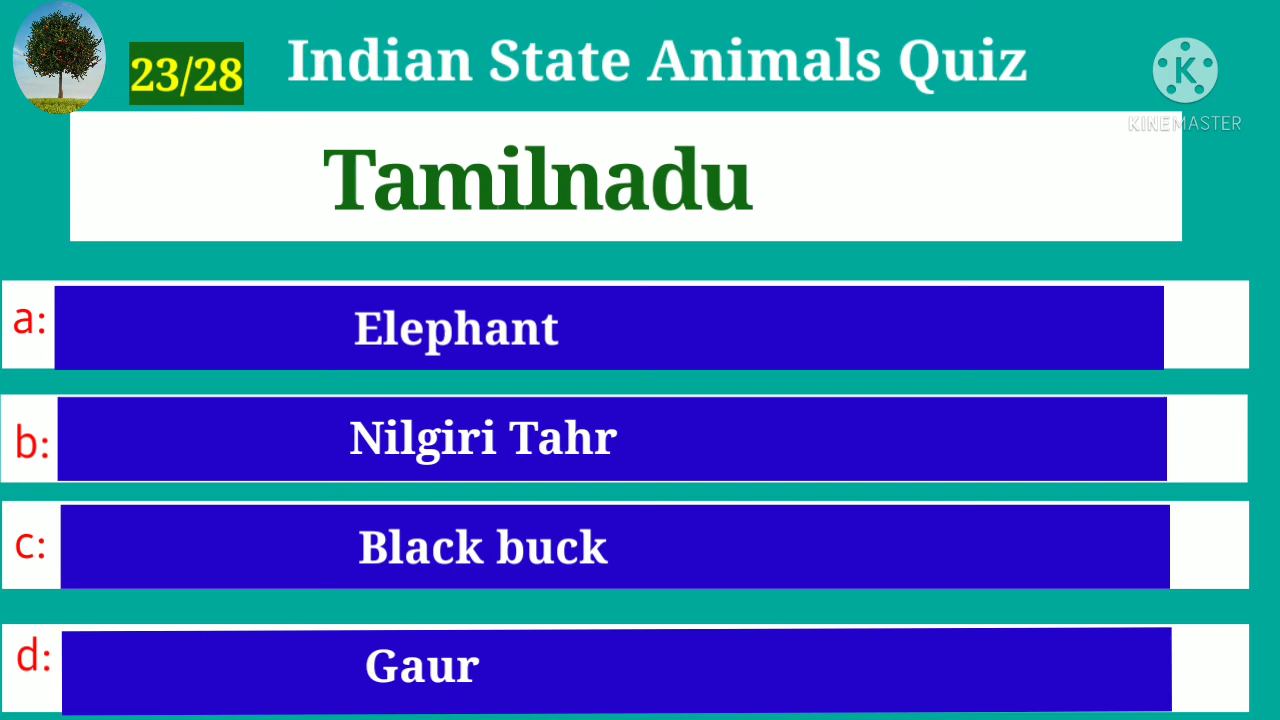 23/28 Indian State Animals Quiz
K
KINEMASTER
Tamilnadu
a: Elephant
b: Nilgiri Tahr
c: Black buck
d: Gaur